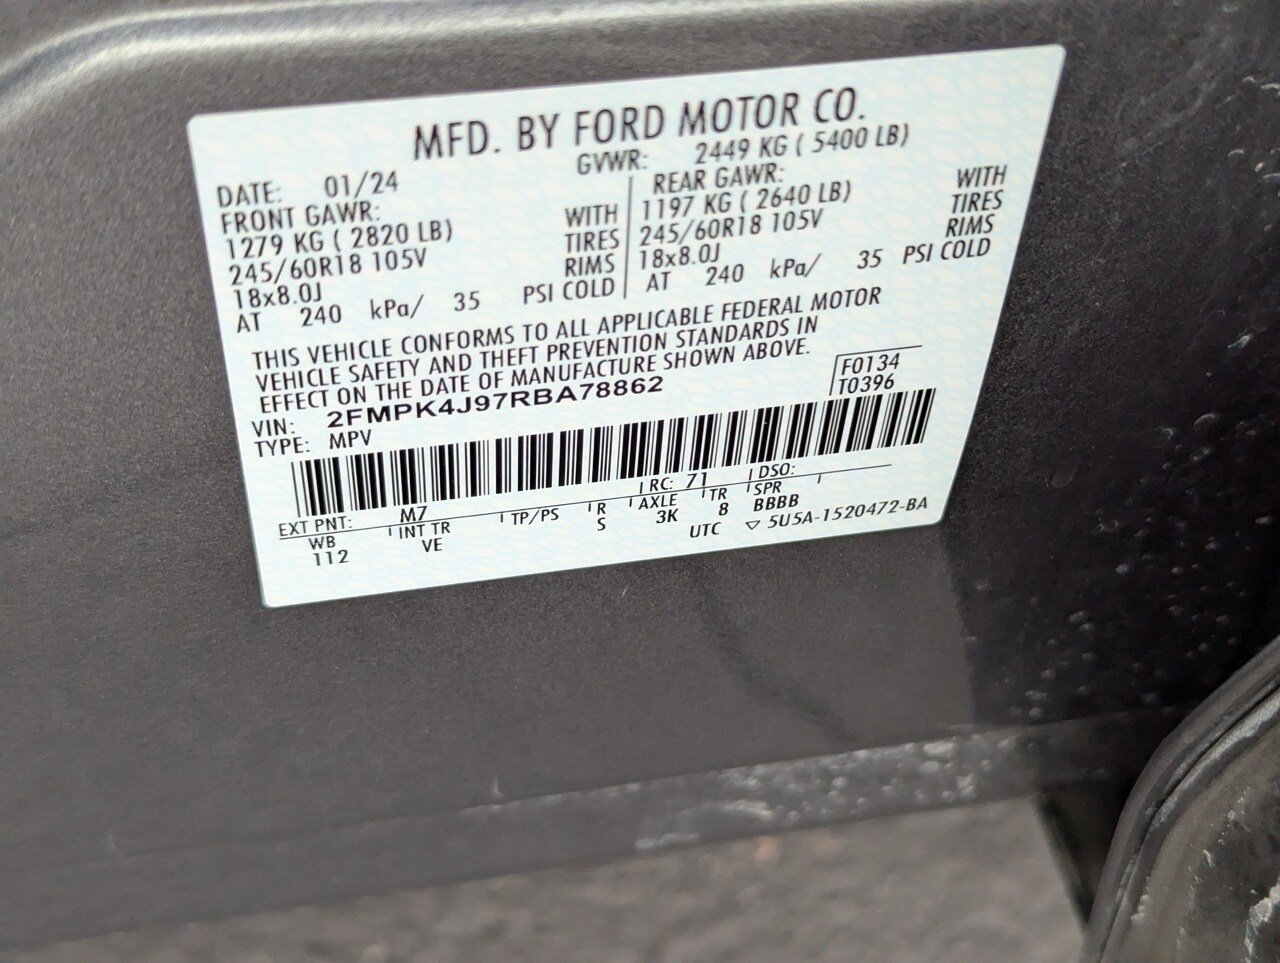 MFD. BY FORD MOTOR CO.
DATE: 01/24 GVWR: 2449 KG ( 5400 LB)
FRONT GAWR: REAR GAWR:
1279 KG ( 2820 LB) WITH 1197 KG ( 2640 LB) WITH
245/60R18 105V TIRES 245/60R18 105V TIRES
18x8.0J RIMS 18x8.0J RIMS
AT 240 kPa/ 35 PSI COLD AT 240 kPa/ 35 PSI COLD
THIS VEHICLE CONFORMS TO ALL APPLICABLE FEDERAL MOTOR
VEHICLE SAFETY AND THEFT PREVENTION STANDARDS IN
EFFECT ON THE DATE OF MANUFACTURE SHOWN ABOVE.
VIN: 2FMPK4J97RBA78862 F0134
TYPE: MPV T0396
EXT PNT: M7 RC: 71 DSO:
WB INT TR TP/PS R AXLE TR SPR
112 VE S 3K 8 BBBB
UTC ▽ 5U5A-1520472-BA